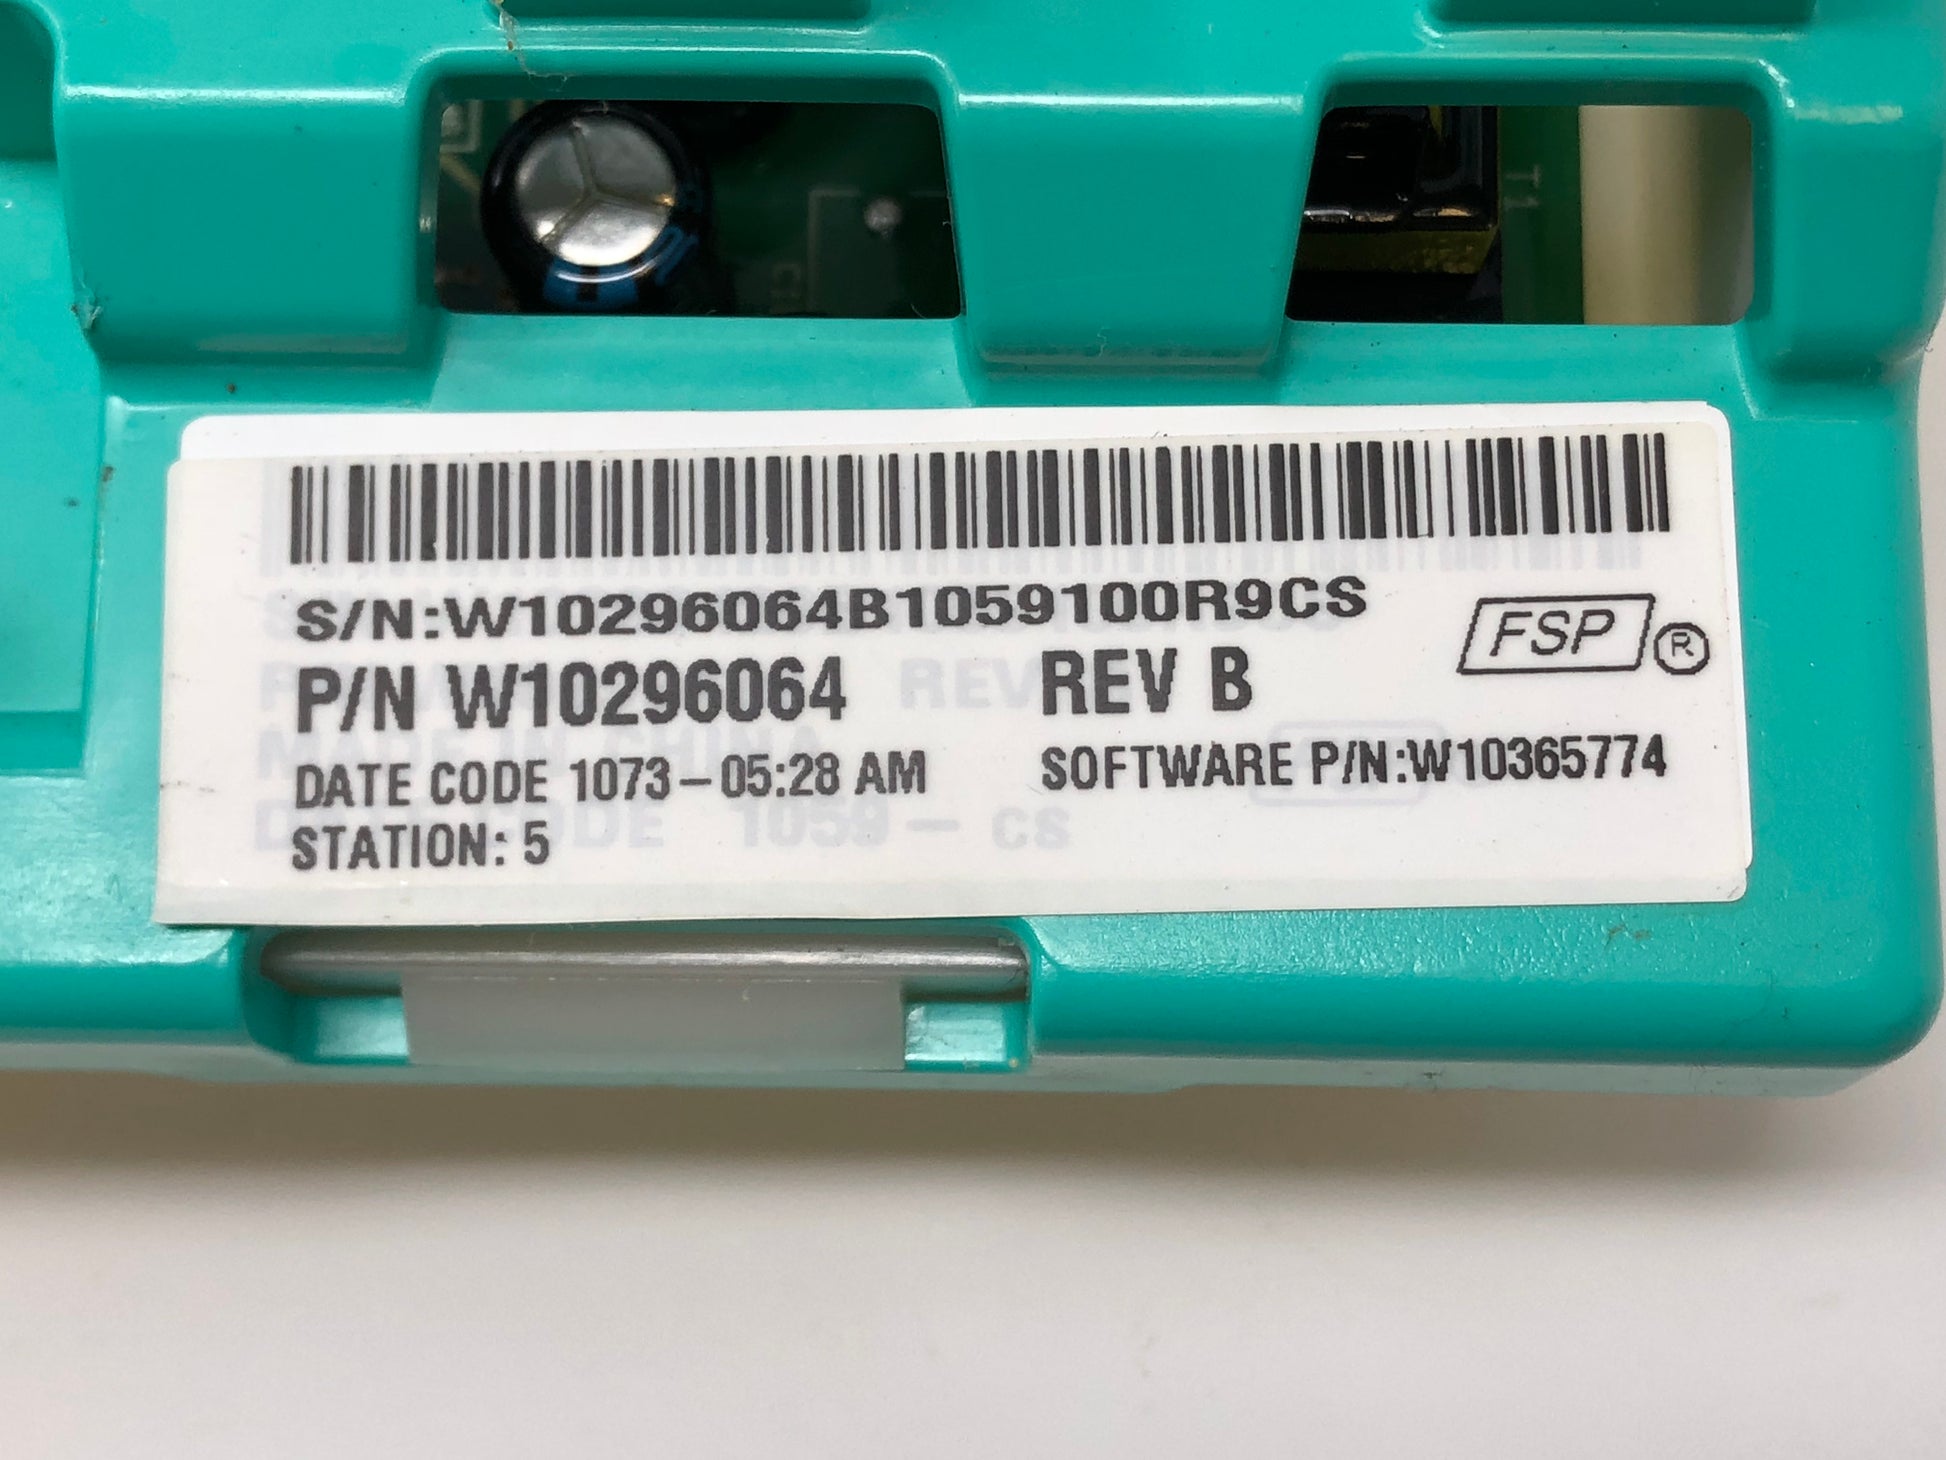 S/N:W10296064B1059100R9CS
FSP ®
P/N W10296064 REV B
DATE CODE 1073-05:28 AM SOFTWARE P/N:W10365774
STATION: 5